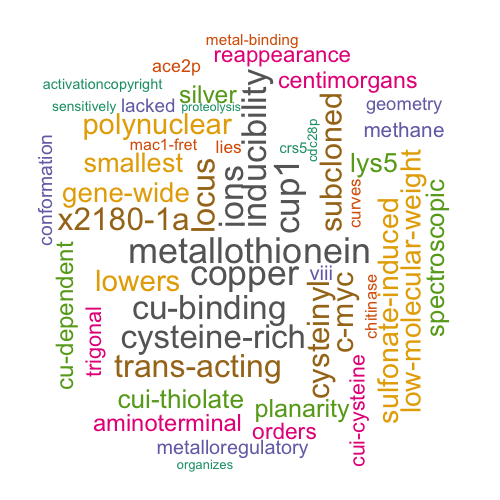 metal-binding
reappearance
ace2p
centimorgans
activationcopyright
silver
inducibility
sensitively
lacked
proteolysis
geometry
polynuclear
methane
mac1-fret
lies
crs5
cdc28p
subcloned
smallest
locus
ions
cup1
lys5
conformation
gene-wide
curves
low-molecular-weight
x2180-1a
spectroscopic
sulfonate-induced
metallothionein
cu-dependent
lowers
copper
viii
cysteinyl
c-myc
chitinase
trigonal
cu-binding
cysteine-rich
trans-acting
cui-cysteine
cui-thiolate
planarity
aminoterminal
orders
metalloregulatory
organizes